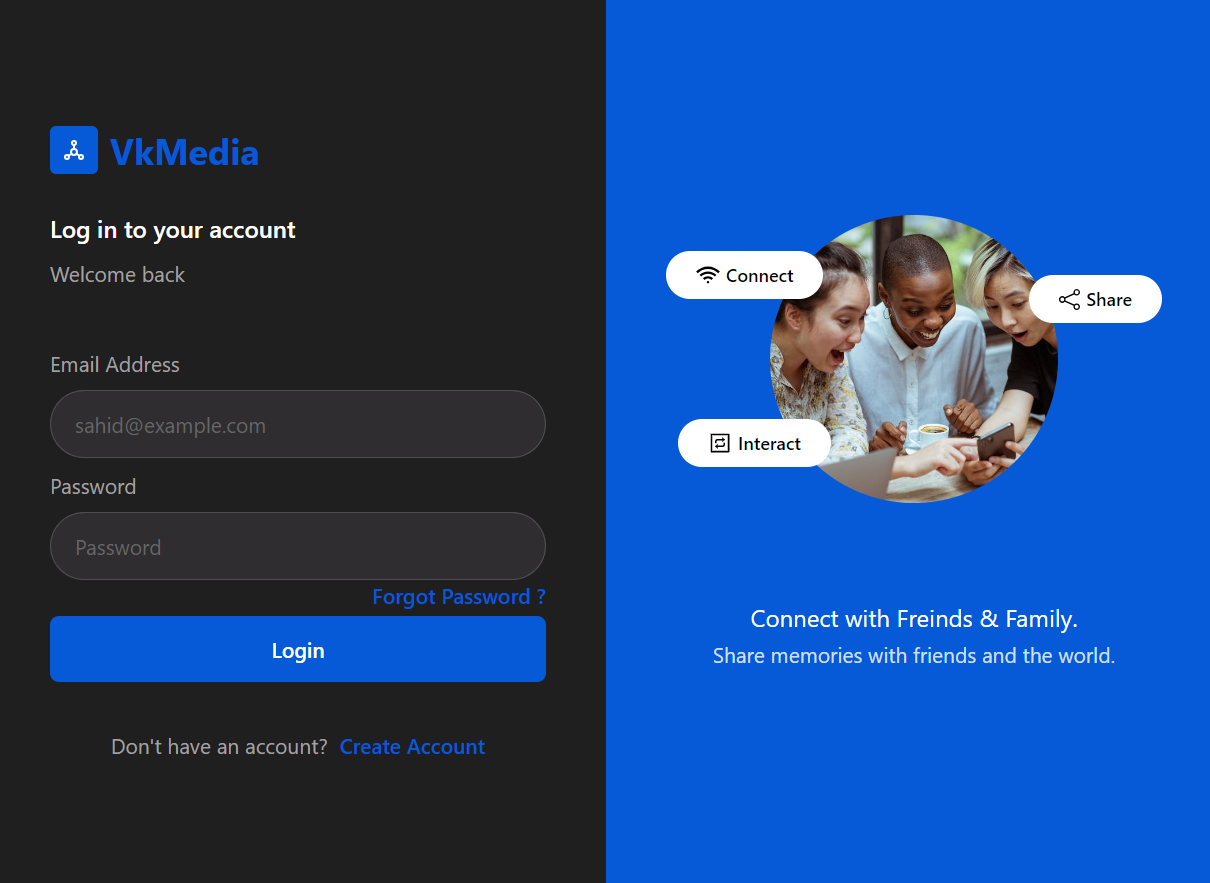 VkMedia
Log in to your account
Welcome back
Email Address
sahid@example.com
Password
Password
Forgot Password ?
Login
Don't have an account? Create Account
Connect
Share
Interact
Connect with Freinds & Family.
Share memories with friends and the world.